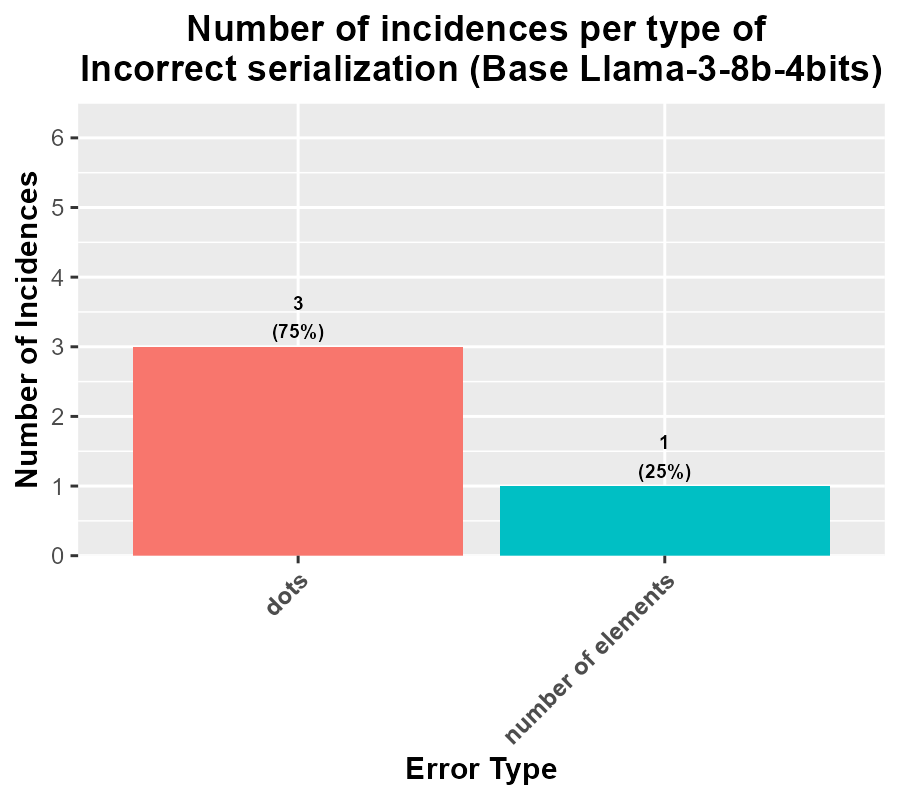 Number of incidences per type of
Incorrect serialization (Base Llama-3-8b-4bits)
Number of Incidences
6
5
4
3
2
1
0
3
(75%)
1
(25%)
dots
number of elements
Error Type